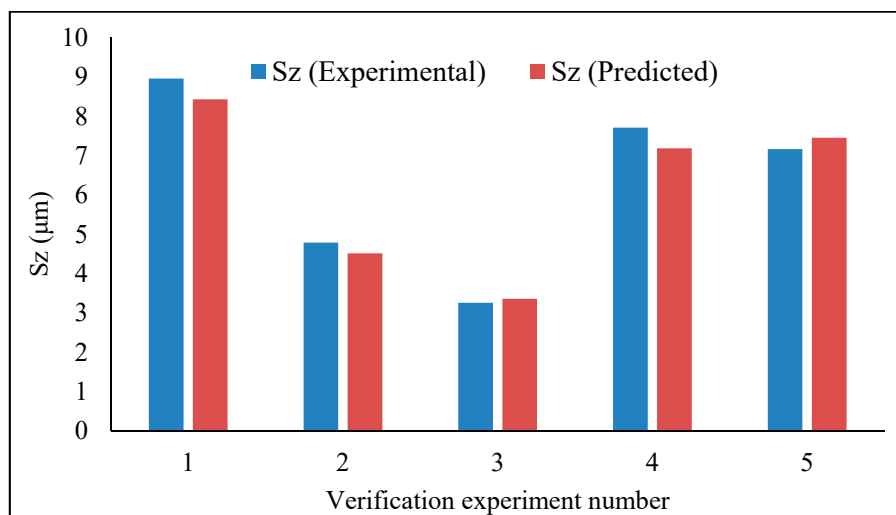 10
9
8
7
6
5
4
3
2
1
0
Sz (μm)
Sz (Experimental) Sz (Predicted)
1 2 3 4 5
Verification experiment number